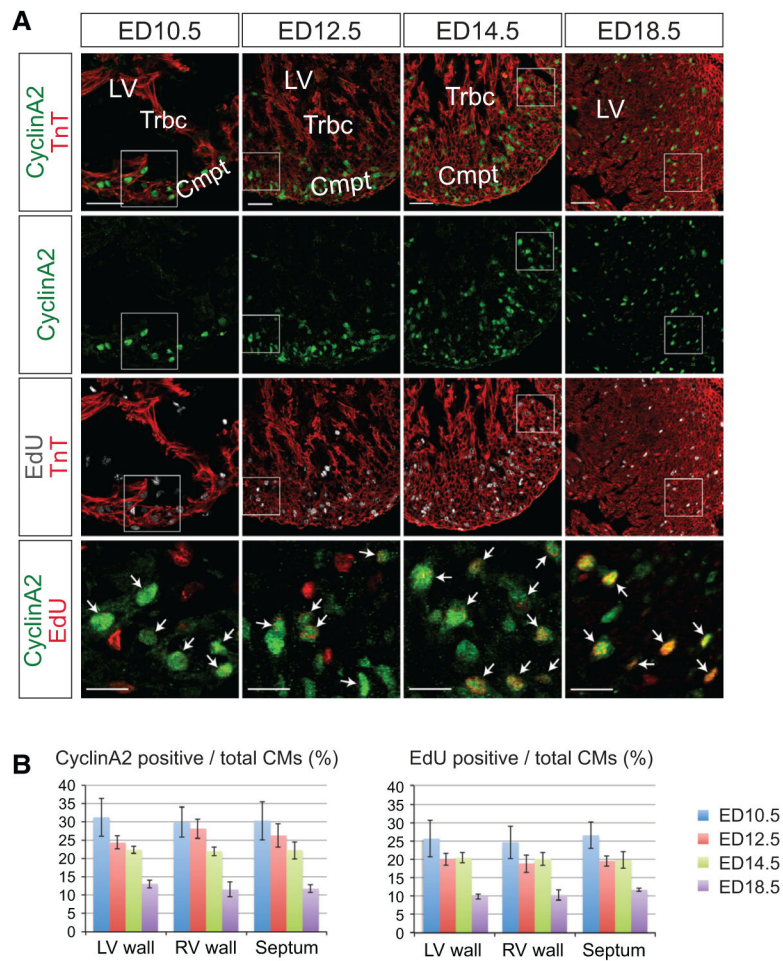 A
ED10.5 ED12.5 ED14.5 ED18.5
CyclinA2
TnT
LV
Trbc
Cmpt
LV
Trbc
Cmpt
Trbc
Cmpt
LV
CyclinA2
EdU
TnT
CyclinA2
EdU
B
CyclinA2 positive / total CMs (%)
40
35
30
25
20
15
10
5
0
LV wall RV wall Septum
EdU positive / total CMs (%)
40
35
30
25
20
15
10
5
0
LV wall RV wall Septum
ED10.5
ED12.5
ED14.5
ED18.5